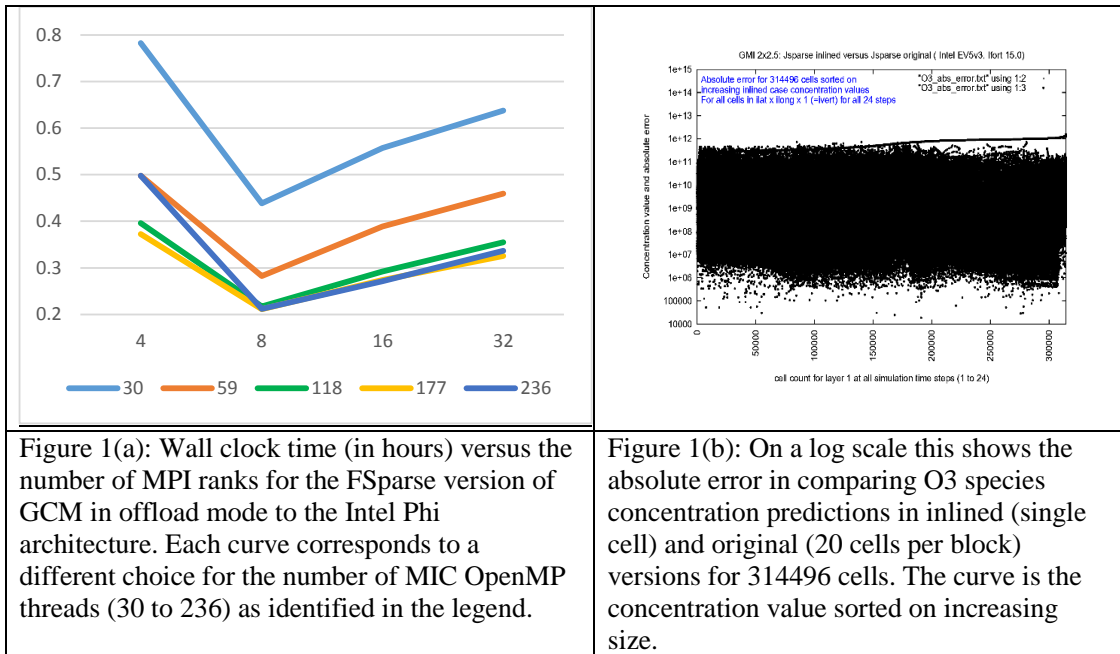 0.8
0.7
0.6
0.5
0.4
0.3
0.2
4 8 16 32
30 59 118 177 236
GMI 2x2.5: Jsparse inlined versus Jsparse original ( Intel EV5v3. Ifort 15.0)
Absolute error for 314496 cells sorted on
increasing inlined case concentration values
For all cells in ilat x ilong x 1 (=ivert) for all 24 steps
"O3_abs_error.txt" using 1:2
"O3_abs_error.txt" using 1:3
Concentration value and absolute error
1e+15
1e+14
1e+13
1e+12
1e+11
1e+10
1e+09
1e+08
1e+07
1e+06
100000
10000
0 50000 100000 150000 200000 250000 300000
cell count for layer 1 at all simulation time steps (1 to 24)
Figure 1(a): Wall clock time (in hours) versus the
number of MPI ranks for the FSparse version of
GCM in offload mode to the Intel Phi
architecture. Each curve corresponds to a
different choice for the number of MIC OpenMP
threads (30 to 236) as identified in the legend.
Figure 1(b): On a log scale this shows the
absolute error in comparing O3 species
concentration predictions in inlined (single
cell) and original (20 cells per block)
versions for 314496 cells. The curve is the
concentration value sorted on increasing
size.